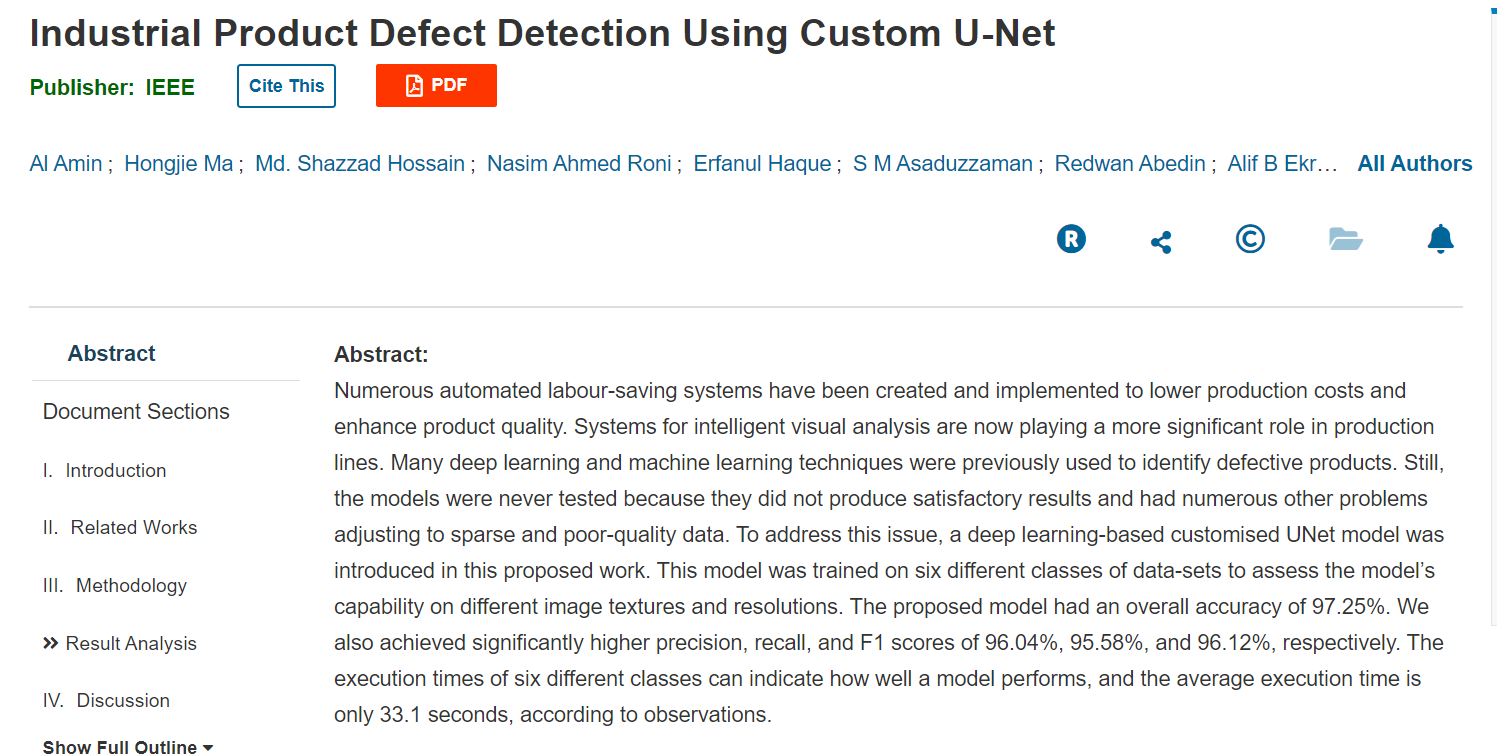 Industrial Product Defect Detection Using Custom U-Net
Publisher: IEEE
Cite This
PDF
Al Amin ; Hongjie Ma ; Md. Shazzad Hossain ; Nasim Ahmed Roni ; Erfanul Haque ; S M Asaduzzaman ; Redwan Abedin ; Alif B Ekr... All Authors
R
©
Abstract
Document Sections
I. Introduction
II. Related Works
III. Methodology
» Result Analysis
IV. Discussion
Show Full Outline
Abstract:
Numerous automated labour-saving systems have been created and implemented to lower production costs and
enhance product quality. Systems for intelligent visual analysis are now playing a more significant role in production
lines. Many deep learning and machine learning techniques were previously used to identify defective products. Still,
the models were never tested because they did not produce satisfactory results and had numerous other problems
adjusting to sparse and poor-quality data. To address this issue, a deep learning-based customised UNet model was
introduced in this proposed work. This model was trained on six different classes of data-sets to assess the model’s
capability on different image textures and resolutions. The proposed model had an overall accuracy of 97.25%. We
also achieved significantly higher precision, recall, and F1 scores of 96.04%, 95.58%, and 96.12%, respectively. The
execution times of six different classes can indicate how well a model performs, and the average execution time is
only 33.1 seconds, according to observations.